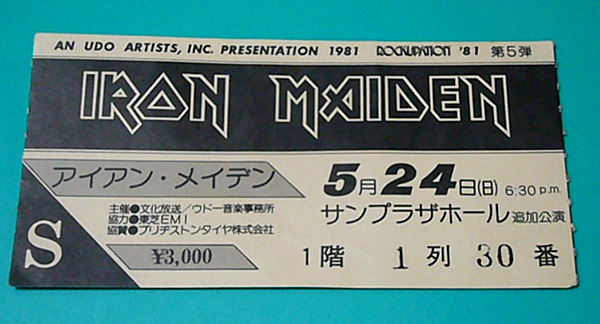 AN UDO ARTISTS, INC. PRESENTATION 1981 ROCKUPATION '81 第5弾
IRON MAIDEN
アイアン・メイデン
5月24日(日) 6:30 p.m.
主催●文化放送/ウドー音楽事務所
協力●東芝EMI
協賛●ブリヂストンタイヤ株式会社
サンプラザホール 追加公演
S
¥3,000
1階 1列 30番